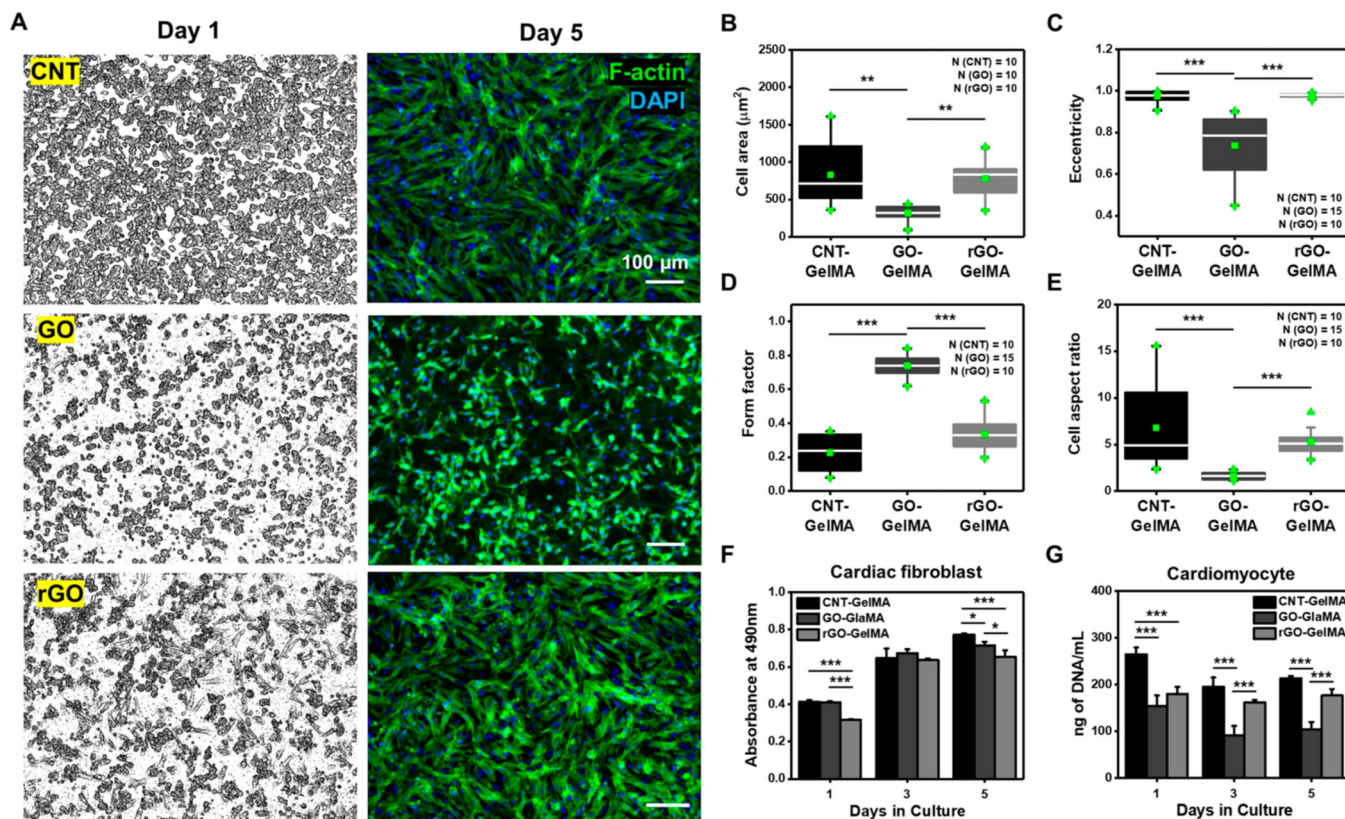 A
Day 1
Day 5
CNT
F-actin
DAPI
100 µm
GO
rGO
B
Cell area (µm²)
2500
2000
1500
1000
500
0
N (CNT) = 10
N (GO) = 10
N (rGO) = 10
**
**
CNT-
GelMA
GO-
GelMA
rGO-
GelMA
C
Eccentricity
1.2
1.0
0.8
0.6
0.4
***
***
N (CNT) = 10
N (GO) = 15
N (rGO) = 10
CNT-
GelMA
GO-
GelMA
rGO-
GelMA
D
Form factor
1.0
0.8
0.6
0.4
0.2
0.0
***
***
N (CNT) = 10
N (GO) = 15
N (rGO) = 10
CNT-
GelMA
GO-
GelMA
rGO-
GelMA
E
Cell aspect ratio
20
15
10
5
0
***
***
N (CNT) = 10
N (GO) = 15
N (rGO) = 10
CNT-
GelMA
GO-
GelMA
rGO-
GelMA
F
Cardiac fibroblast
Absorbance at 490nm
1.0
0.8
0.6
0.4
0.2
0.0
CNT-GelMA
GO-GlaMA
rGO-GelMA
***
***
***
*
*
1 3 5
Days in Culture
G
Cardiomyocyte
ng of DNA/mL
400
300
200
100
0
CNT-GelMA
GO-GlaMA
rGO-GelMA
***
***
***
***
***
***
1 3 5
Days in Culture